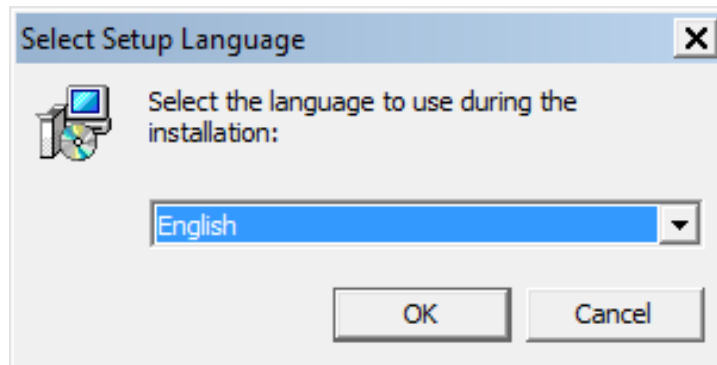 Select Setup Language
Select the language to use during the
installation:
English
OK
Cancel